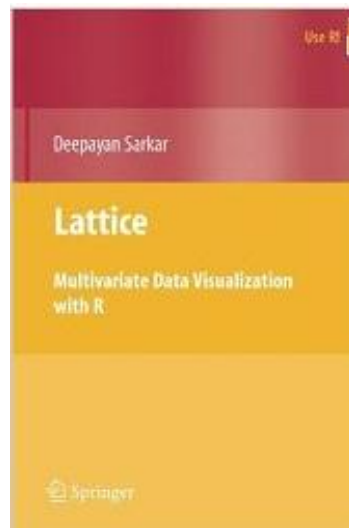 Use R!
Deepayan Sarkar
Lattice
Multivariate Data Visualization
with R
Springer